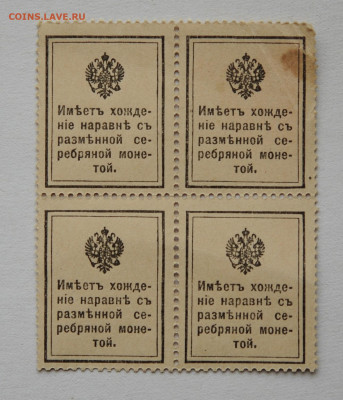 COINS.LAVE.RU
Имѣетъ хожде-
ніе наравнѣ съ
размѣнной се-
ребряной моне-
той.
Имѣетъ хожде-
ніе наравнѣ съ
размѣнной се-
ребряной моне-
той.
Имѣетъ хожде-
ніе наравнѣ съ
размѣнной се-
ребряной моне-
той.
Имѣетъ хожде-
ніе наравнѣ съ
размѣнной се-
ребряной моне-
той.